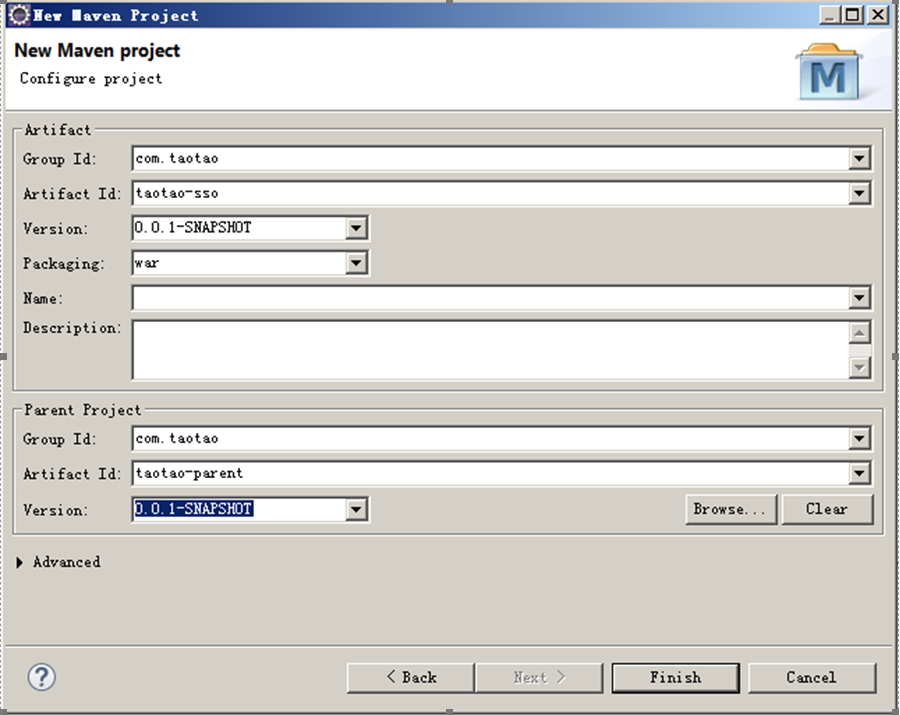 New Maven Project
New Maven project
Configure project
M
Artifact
Group Id: com.taotao
Artifact Id: taotao-sso
Version: 0.0.1-SNAPSHOT
Packaging: war
Name:
Description:
Parent Project
Group Id: com.taotao
Artifact Id: taotao-parent
Version: 0.0.1-SNAPSHOT Browse... Clear
Advanced
? < Back Next > Finish Cancel